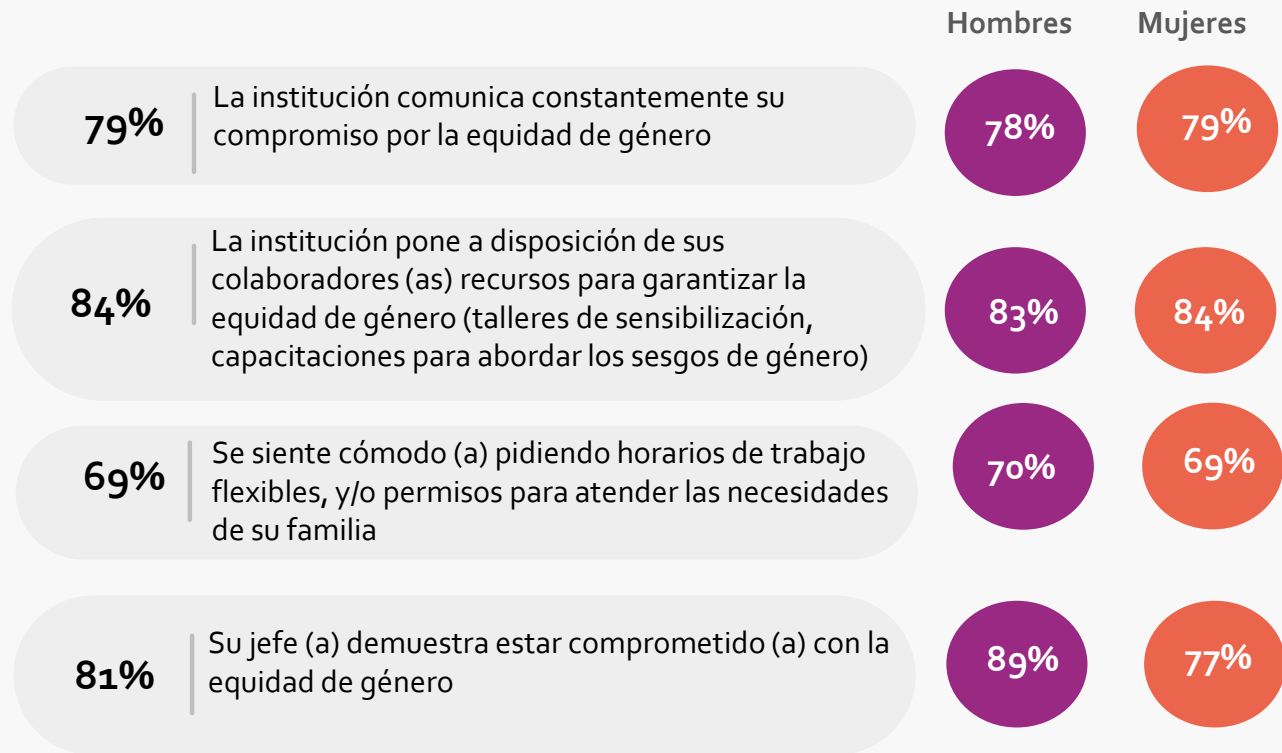 Hombres Mujeres
79% La institución comunica constantemente su
compromiso por la equidad de género
78% 79%
84% La institución pone a disposición de sus
colaboradores (as) recursos para garantizar la
equidad de género (talleres de sensibilización,
capacitaciones para abordar los sesgos de género)
83% 84%
69% Se siente cómodo (a) pidiendo horarios de trabajo
flexibles, y/o permisos para atender las necesidades
de su familia
70% 69%
81% Su jefe (a) demuestra estar comprometido (a) con la
equidad de género
89% 77%